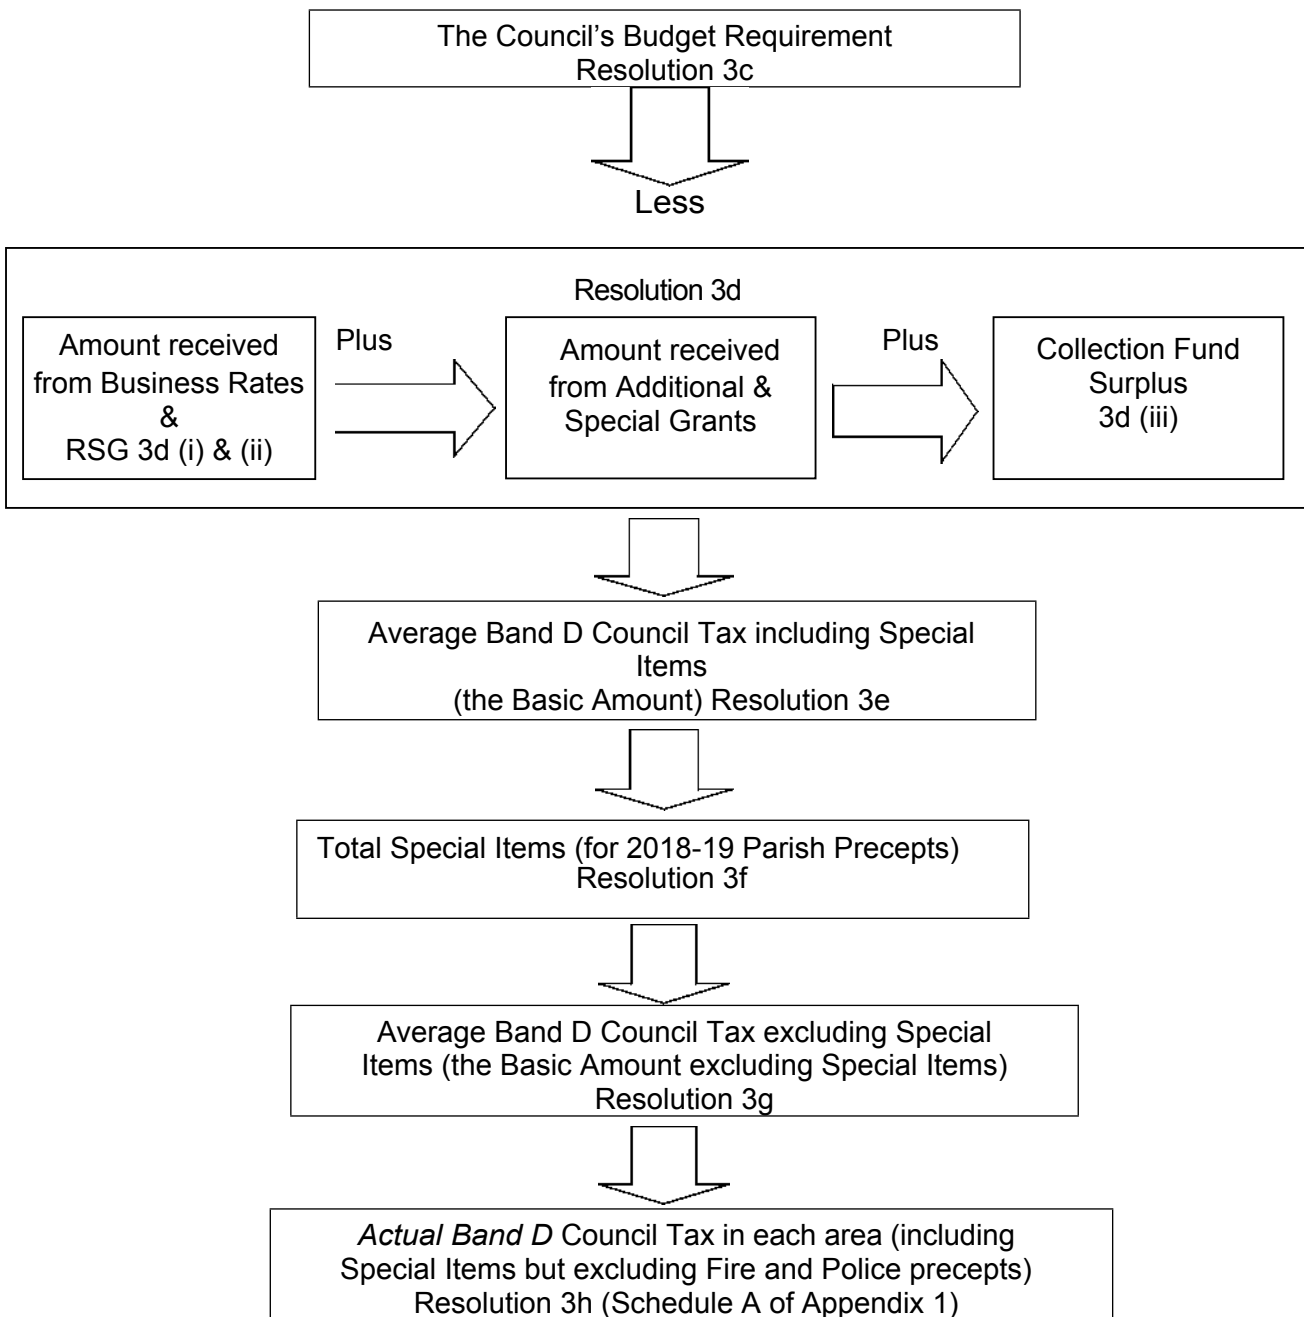 The Council’s Budget Requirement
Resolution 3c
Less
Resolution 3d
Amount received
from Business Rates
&
RSG 3d (i) & (ii)
Plus
Amount received
from Additional &
Special Grants
Plus
Collection Fund
Surplus
3d (iii)
Average Band D Council Tax including Special
Items
(the Basic Amount) Resolution 3e
Total Special Items (for 2018-19 Parish Precepts)
Resolution 3f
Average Band D Council Tax excluding Special
Items (the Basic Amount excluding Special Items)
Resolution 3g
Actual Band D Council Tax in each area (including
Special Items but excluding Fire and Police precepts)
Resolution 3h (Schedule A of Appendix 1)